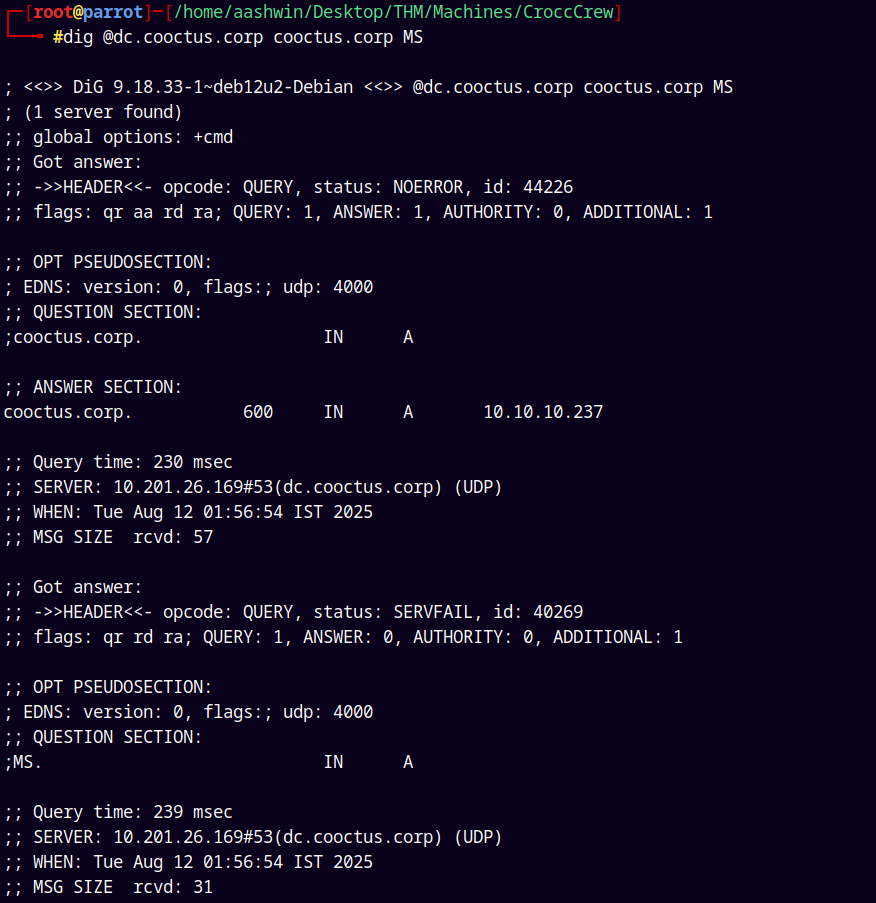 [root@parrot]─[/home/aashwin/Desktop/THM/Machines/CroccCrew]
#dig @dc.cooctus.corp cooctus.corp MS
; <<>> DiG 9.18.33-1~deb12u2-Debian <<>> @dc.cooctus.corp cooctus.corp MS
; (1 server found)
;; global options: +cmd
;; Got answer:
;; ->>HEADER<<- opcode: QUERY, status: NOERROR, id: 44226
;; flags: qr aa rd ra; QUERY: 1, ANSWER: 1, AUTHORITY: 0, ADDITIONAL: 1
;; OPT PSEUDOSECTION:
; EDNS: version: 0, flags:; udp: 4000
;; QUESTION SECTION:
;cooctus.corp. IN A
;; ANSWER SECTION:
cooctus.corp. 600 IN A 10.10.10.237
;; Query time: 230 msec
;; SERVER: 10.201.26.169#53(dc.cooctus.corp) (UDP)
;; WHEN: Tue Aug 12 01:56:54 IST 2025
;; MSG SIZE  rcvd: 57
;; Got answer:
;; ->>HEADER<<- opcode: QUERY, status: SERVFAIL, id: 40269
;; flags: qr rd ra; QUERY: 1, ANSWER: 0, AUTHORITY: 0, ADDITIONAL: 1
;; OPT PSEUDOSECTION:
; EDNS: version: 0, flags:; udp: 4000
;; QUESTION SECTION:
;MS. IN A
;; Query time: 239 msec
;; SERVER: 10.201.26.169#53(dc.cooctus.corp) (UDP)
;; WHEN: Tue Aug 12 01:56:54 IST 2025
;; MSG SIZE  rcvd: 31